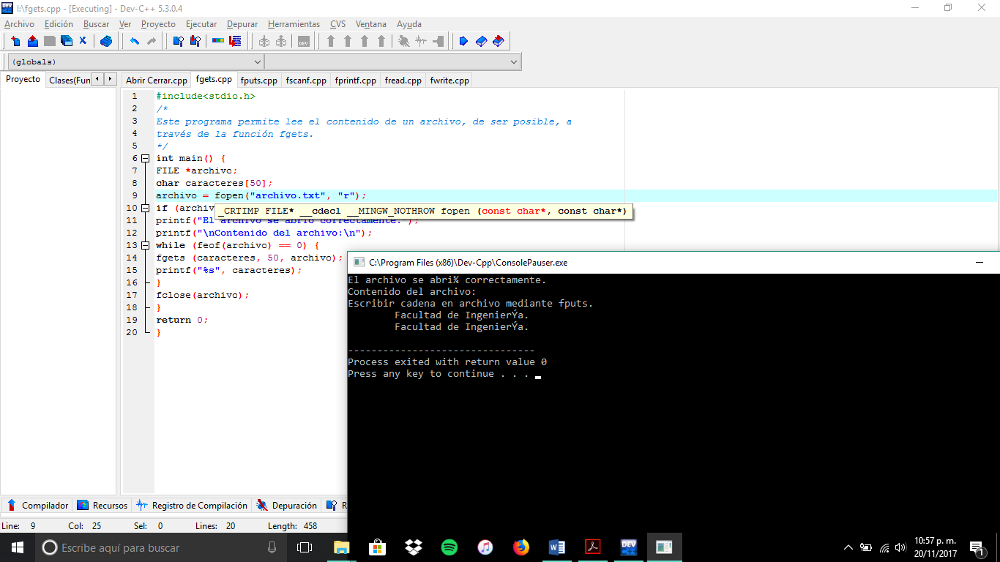 I:\fgets.cpp - [Executing] - Dev-C++ 5.3.0.4
Archivo Edición Buscar Ver Proyecto Ejecutar Depurar Herramientas CVS Ventana Ayuda
DEV
(globals)
Proyecto Clases(Fun Abrir Cerrar.cpp fgets.cpp fputs.cpp fscanf.cpp fprintf.cpp fread.cpp fwrite.cpp
1 #include<stdio.h>
2 /*
3 Este programa permite lee el contenido de un archivo, de ser posible, a
4 través de la función fgets.
5 */
6 int main() {
7 FILE *archivo;
8 char caracteres[50];
9 archivo = fopen("archivo.txt", "r");
10 if (archiv
_CRTIMP FILE* __cdecl __MINGW_NOTHROW fopen (const char*, const char*)
11 printf("El archivo se abrió correctamente.");
12 printf("\nContenido del archivo:\n");
13 while (feof(archivo) == 0) {
14 fgets (caracteres, 50, archivo);
15 printf("%s", caracteres);
16 }
17 fclose(archivo);
18 }
19 return 0;
20 }
C:\Program Files (x86)\Dev-Cpp\ConsolePauser.exe
El archivo se abri¾ correctamente.
Contenido del archivo:
Escribir cadena en archivo mediante fputs.
Facultad de IngenierÝa.
Facultad de IngenierÝa.
--------------------------------
Process exited with return value 0
Press any key to continue . . .
Compilador Recursos Registro de Compilación Depuración R
Line: 9 Col: 25 Sel: 0 Lines: 20 Length: 458
Escribe aquí para buscar
10:57 p. m.
20/11/2017
1